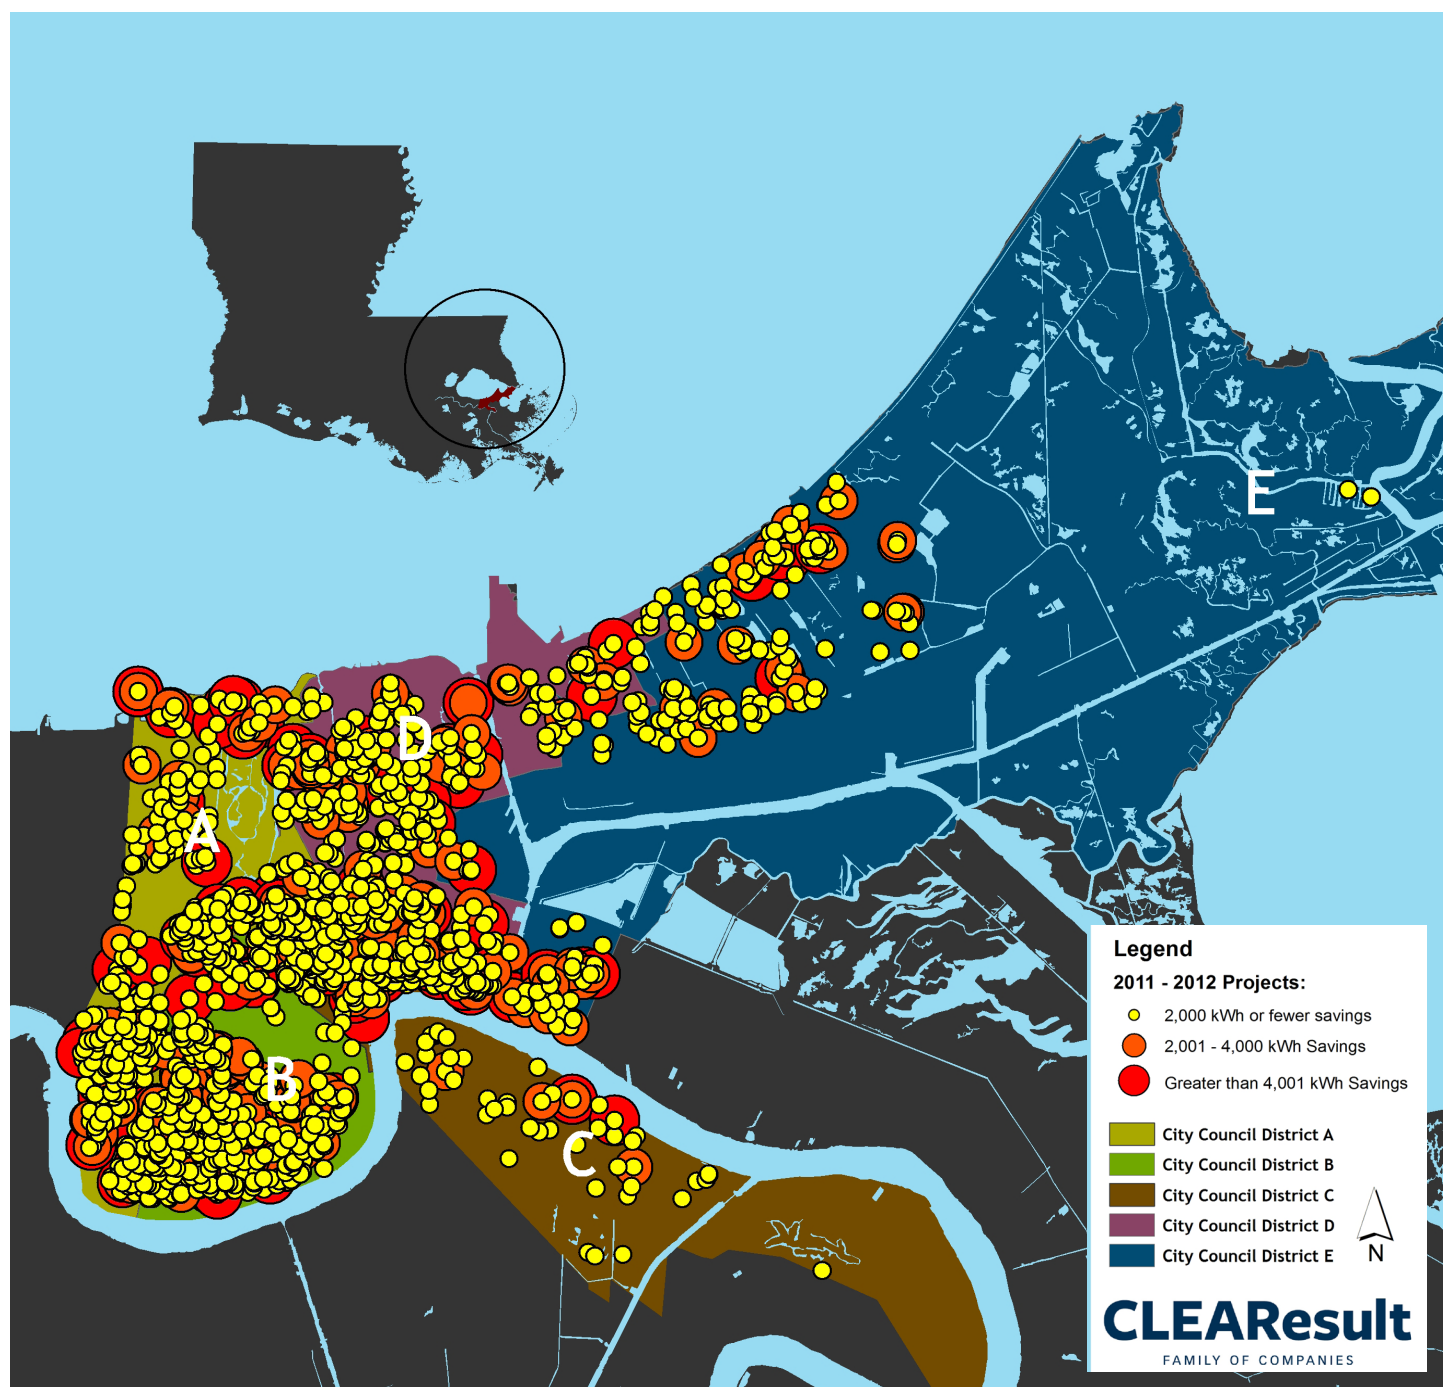 E
D
A
B
C
Legend
2011 - 2012 Projects:
2,000 kWh or fewer savings
2,001 - 4,000 kWh Savings
Greater than 4,001 kWh Savings
City Council District A
City Council District B
City Council District C
City Council District D
City Council District E
N
CLEAResult
FAMILY OF COMPANIES